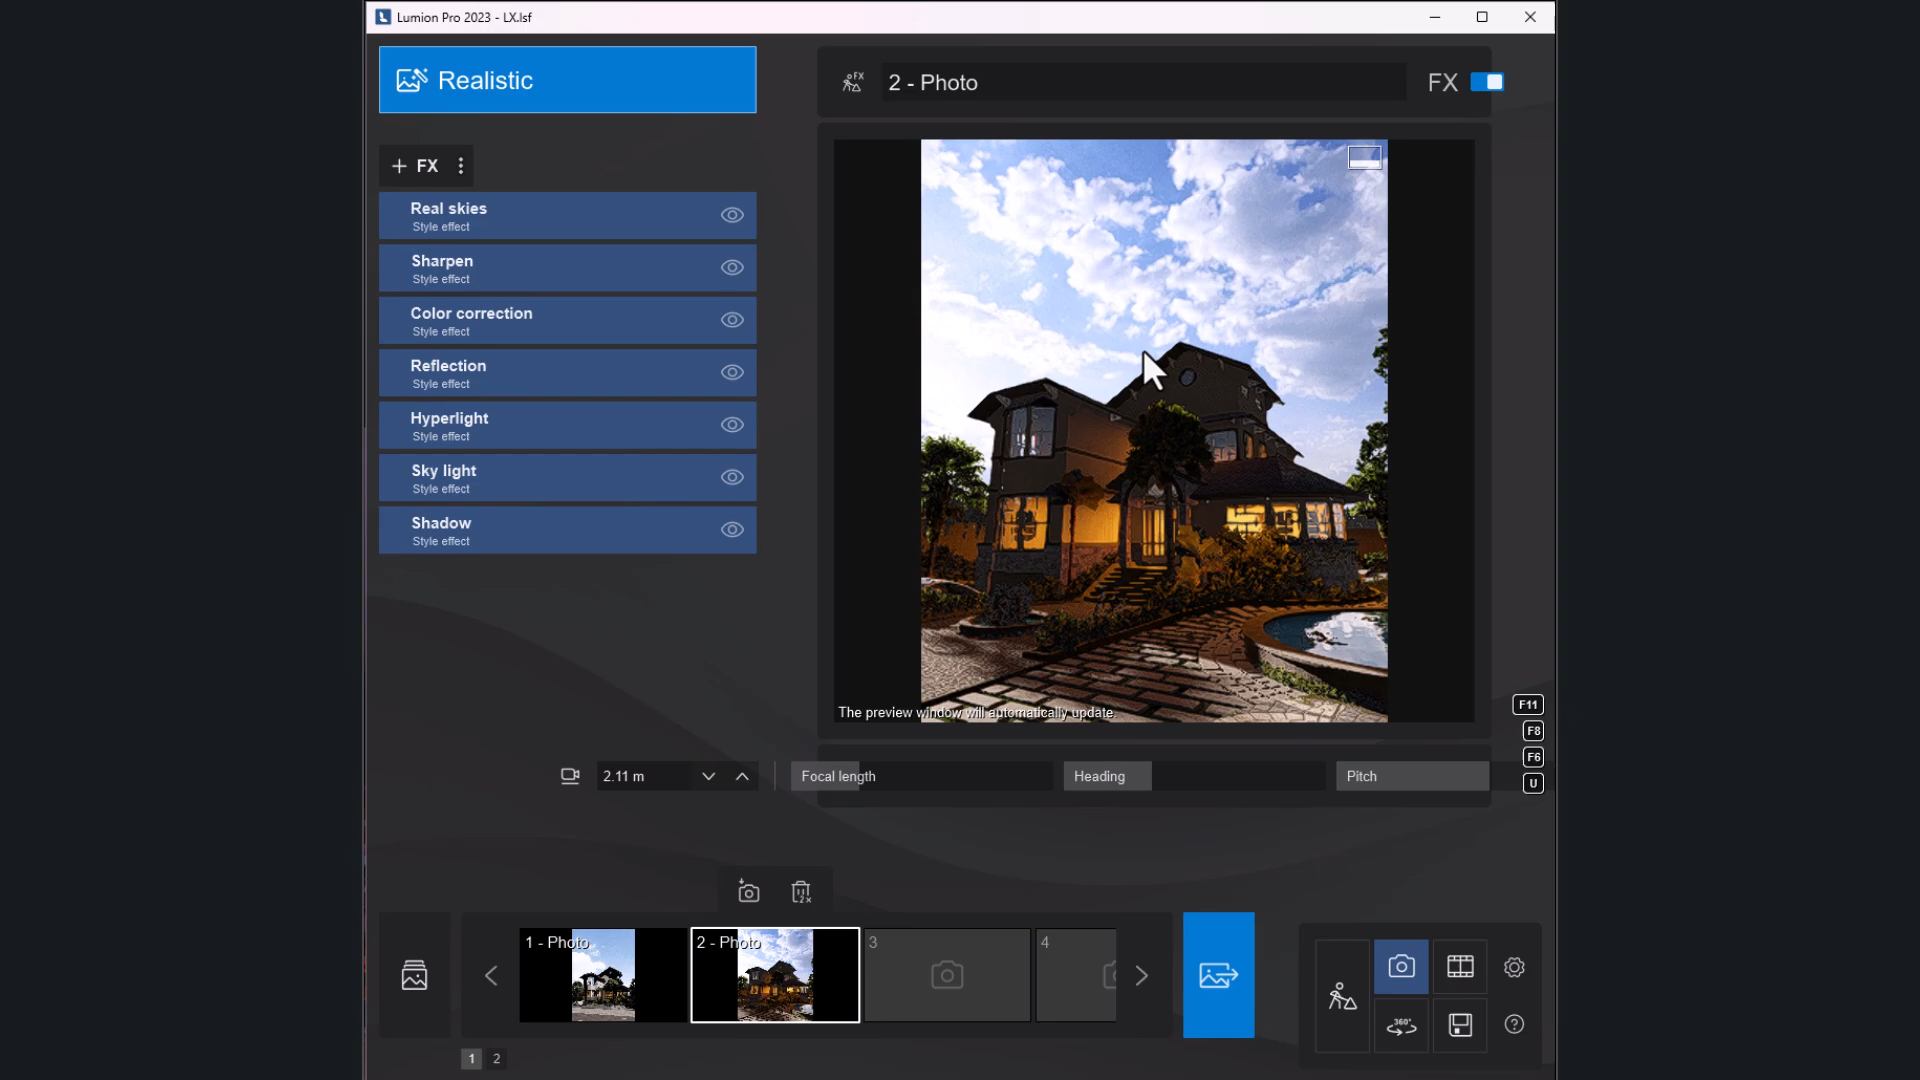 Lumion Pro 2023 - LX.lsf
Realistic
FX
2 - Photo
FX
+ FX
Real skies
Style effect
Sharpen
Style effect
Color correction
Style effect
Reflection
Style effect
Hyperlight
Style effect
Sky light
Style effect
Shadow
Style effect
The preview window will automatically update.
F11
F8
F6
U
2.11 m
Focal length
Heading
Pitch
2x
1 - Photo
2 - Photo
3
4
360°
1
2